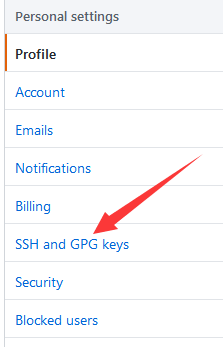 Personal settings
Profile
Account
Emails
Notifications
Billing
SSH and GPG keys
Security
Blocked users